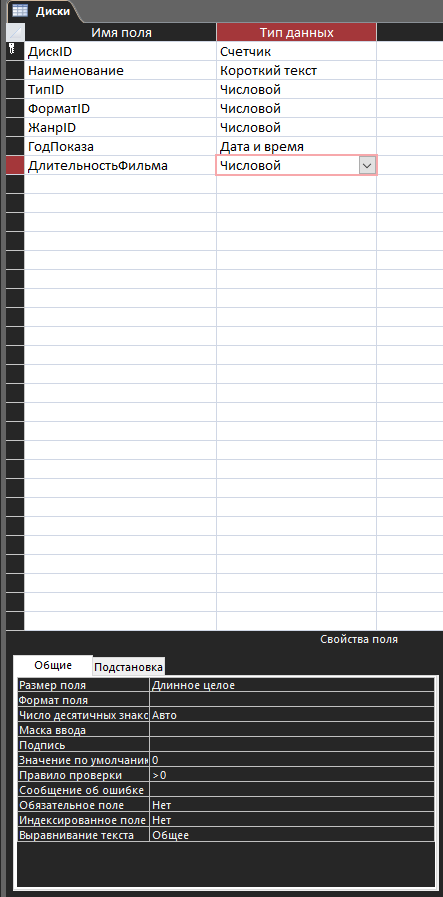 Диски
Имя поля Тип данных
ДискID Счетчик
Наименование Короткий текст
ТипID Числовой
ФорматID Числовой
ЖанрID Числовой
ГодПоказа Дата и время
ДлительностьФильма Числовой
Свойства поля
Общие Подстановка
Размер поля Длинное целое
Формат поля
Число десятичных знакс Авто
Маска ввода
Подпись
Значение по умолчаник 0
Правило проверки >0
Сообщение об ошибке
Обязательное поле Нет
Индексированное поле Нет
Выравнивание текста Общее